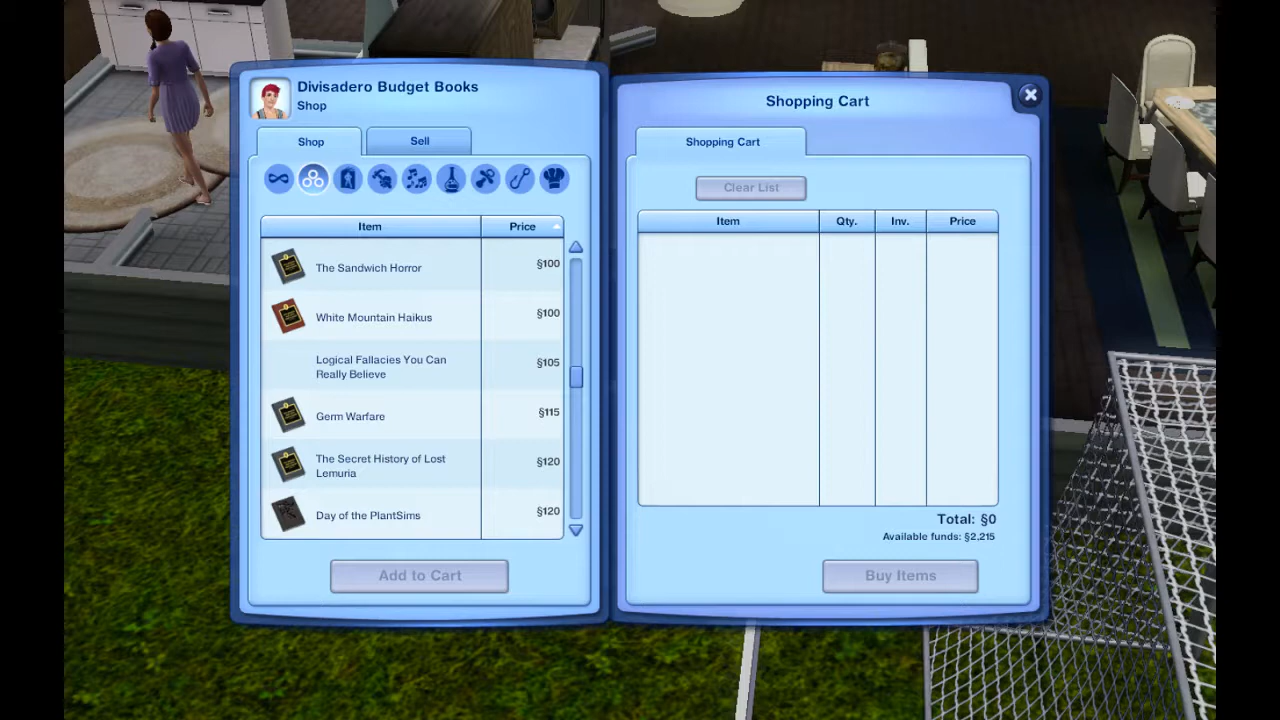 Divisadero Budget Books
Shop
Shop
Sell
Item
Price
The Sandwich Horror
§100
White Mountain Haikus
§100
Logical Fallacies You Can
Really Believe
§105
Germ Warfare
§115
The Secret History of Lost
Lemuria
§120
Day of the PlantSims
§120
Add to Cart
Shopping Cart
Shopping Cart
Clear List
Item
Qty.
Inv.
Price
Total: §0
Available funds: §2,215
Buy Items